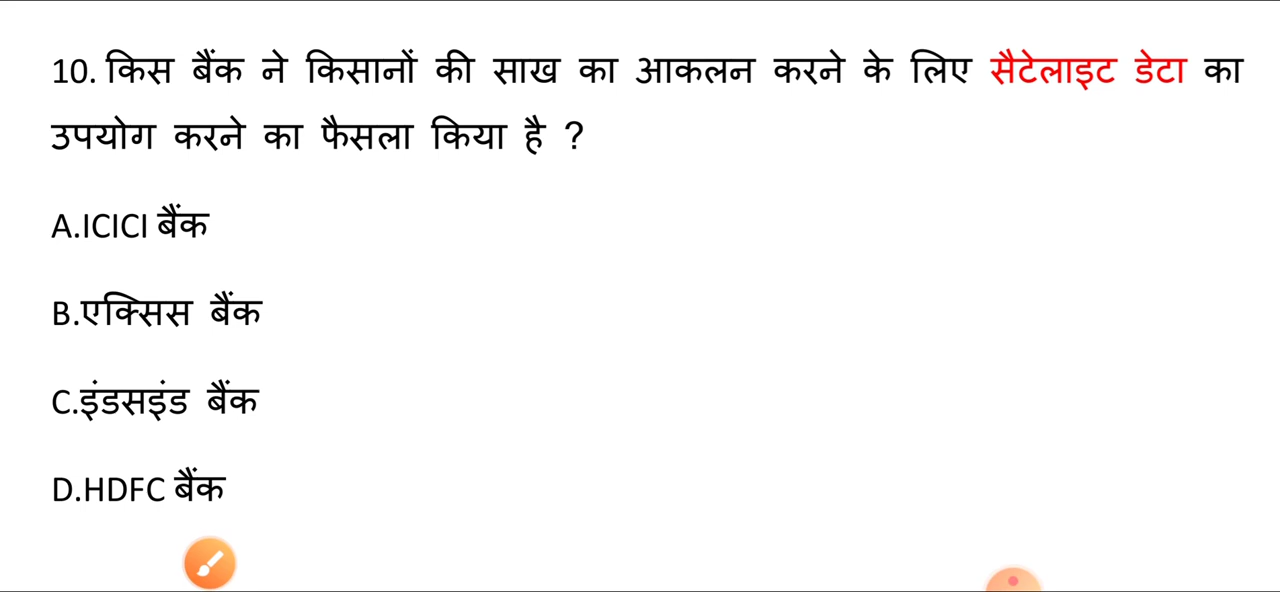 10. किस बैंक ने किसानों की साख का आकलन करने के लिए सैटेलाइट डेटा का
उपयोग करने का फैसला किया है ?
A.ICICI बैंक
B.एक्सिस बैंक
C.इंडसइंड बैंक
D.HDFC बैंक